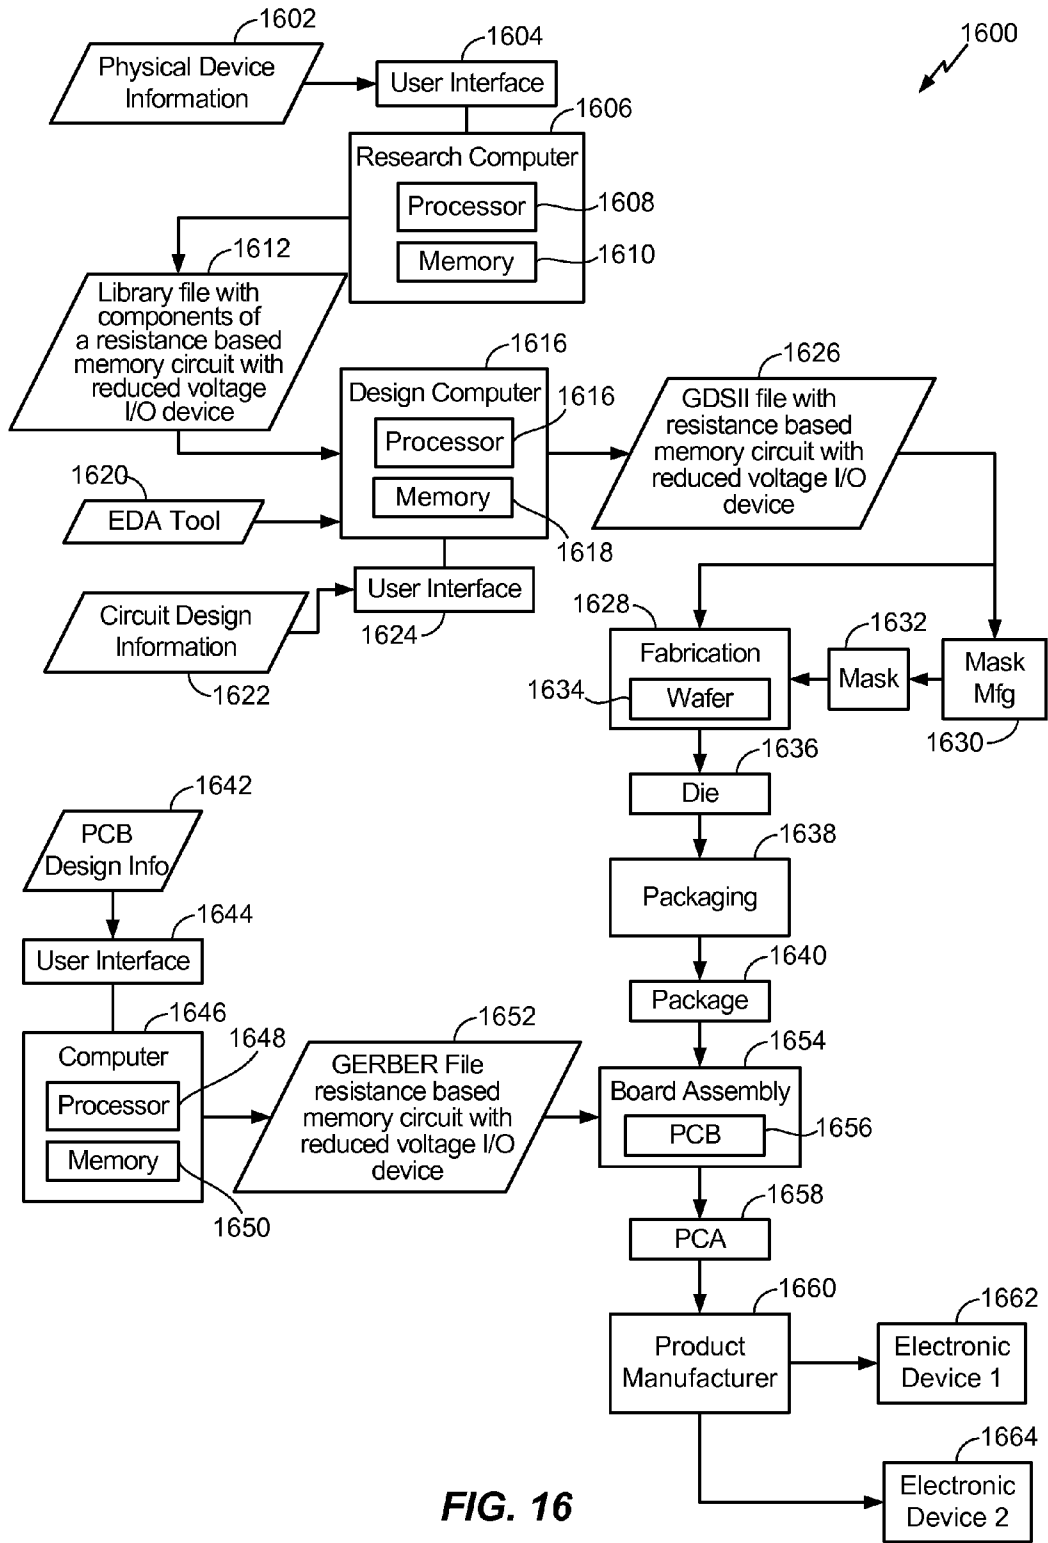 1600
1602
Physical Device
Information
1604
User Interface
1606
Research Computer
Processor
1608
Memory
1610
1612
Library file with
components of
a resistance based
memory circuit with
reduced voltage
I/O device
1616
Design Computer
1616
Processor
Memory
1618
1620
EDA Tool
1626
GDSII file with
resistance based
memory circuit with
reduced voltage I/O
device
User Interface
1624
Circuit Design
Information
1622
1628
Fabrication
1634
Wafer
1632
Mask
Mask
Mfg
1630
1636
Die
1638
Packaging
1640
Package
1642
PCB
Design Info
1644
User Interface
1646
Computer
1648
Processor
Memory
1650
1652
GERBER File
resistance based
memory circuit with
reduced voltage I/O
device
1654
Board Assembly
PCB
1656
1658
PCA
1660
Product
Manufacturer
1662
Electronic
Device 1
1664
Electronic
Device 2
FIG. 16